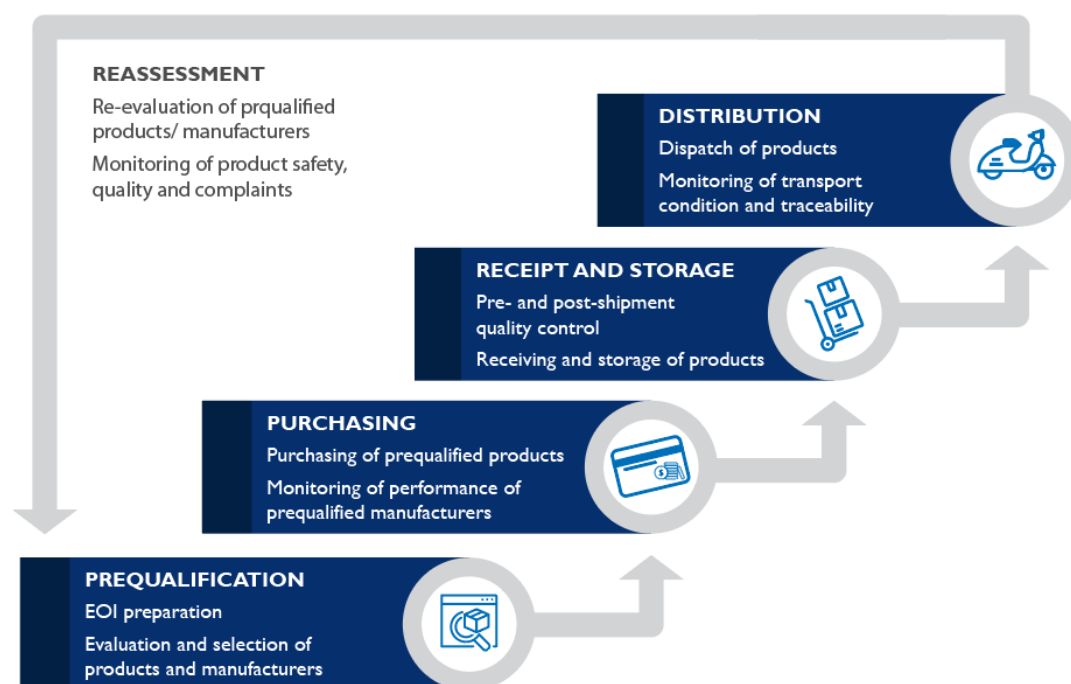 REASSESSMENT
Re-evaluation of prqualified
products/ manufacturers
Monitoring of product safety,
quality and complaints
DISTRIBUTION
Dispatch of products
Monitoring of transport
condition and traceability
RECEIPT AND STORAGE
Pre- and post-shipment
quality control
Receiving and storage of products
PURCHASING
Purchasing of prequalified products
Monitoring of performance of
prequalified manufacturers
$
PREQUALIFICATION
EOI preparation
Evaluation and selection of
products and manufacturers